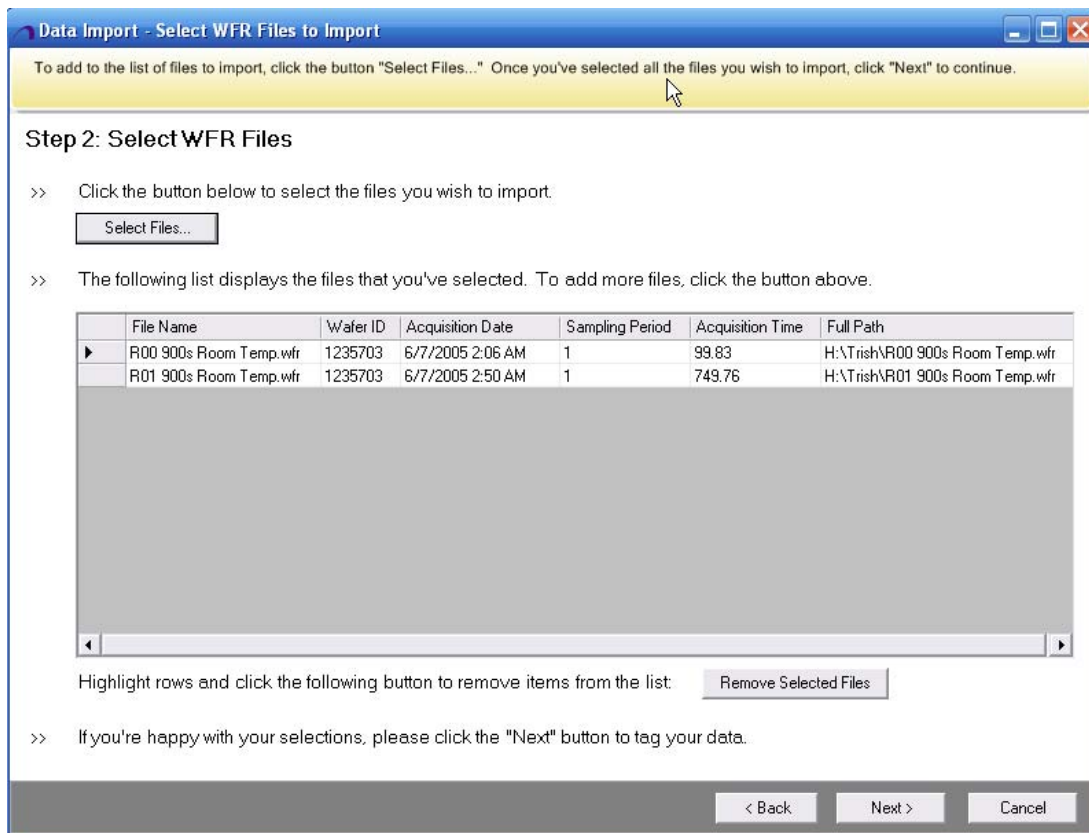 Data Import - Select WFR Files to Import
To add to the list of files to import, click the button "Select Files..." Once you've selected all the files you wish to import, click "Next" to continue.
Step 2: Select WFR Files
>> Click the button below to select the files you wish to import.
Select Files...
>> The following list displays the files that you've selected. To add more files, click the button above.
File Name Wafer ID Acquisition Date Sampling Period Acquisition Time Full Path
R00 900s Room Temp.wfr 1235703 6/7/2005 2:06 AM 1 99.83 H:\Trish\R00 900s Room Temp.wfr
R01 900s Room Temp.wfr 1235703 6/7/2005 2:50 AM 1 749.76 H:\Trish\R01 900s Room Temp.wfr
Highlight rows and click the following button to remove items from the list: Remove Selected Files
>> If you're happy with your selections, please click the "Next" button to tag your data.
< Back Next > Cancel